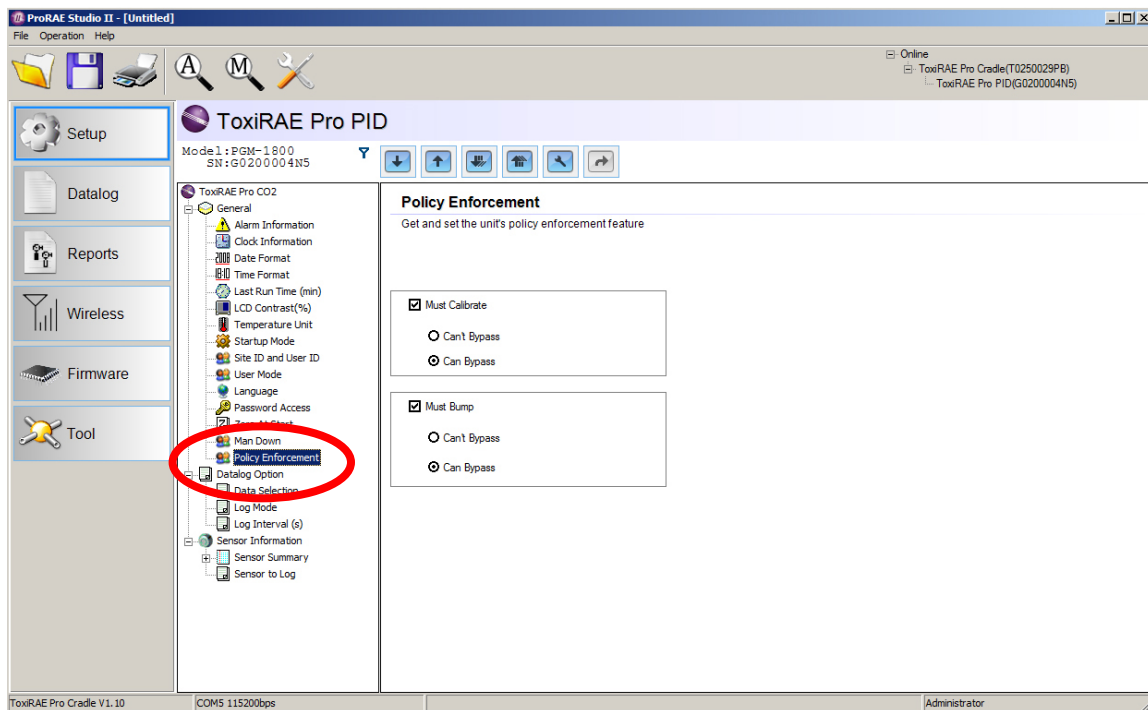 ProRAE Studio II - [Untitled]
File Operation Help
A M
Online
ToxiRAE Pro Cradle(T0250029PB)
ToxiRAE Pro PID(G0200004N5)
Setup
Datalog
Reports
Wireless
Firmware
Tool
ToxiRAE Pro PID
Model:PGM-1800
SN:G0200004N5
ToxiRAE Pro CO2
General
Alarm Information
Clock Information
Date Format
Time Format
Last Run Time (min)
LCD Contrast(%)
Temperature Unit
Startup Mode
Site ID and User ID
User Mode
Language
Password Access
Zero At Start
Man Down
Policy Enforcement
Datalog Option
Data Selection
Log Mode
Log Interval (s)
Sensor Information
Sensor Summary
Sensor to Log
Policy Enforcement
Get and set the unit's policy enforcement feature
Must Calibrate
Can't Bypass
Can Bypass
Must Bump
Can't Bypass
Can Bypass
ToxiRAE Pro Cradle V1.10
COM5 115200bps
Administrator